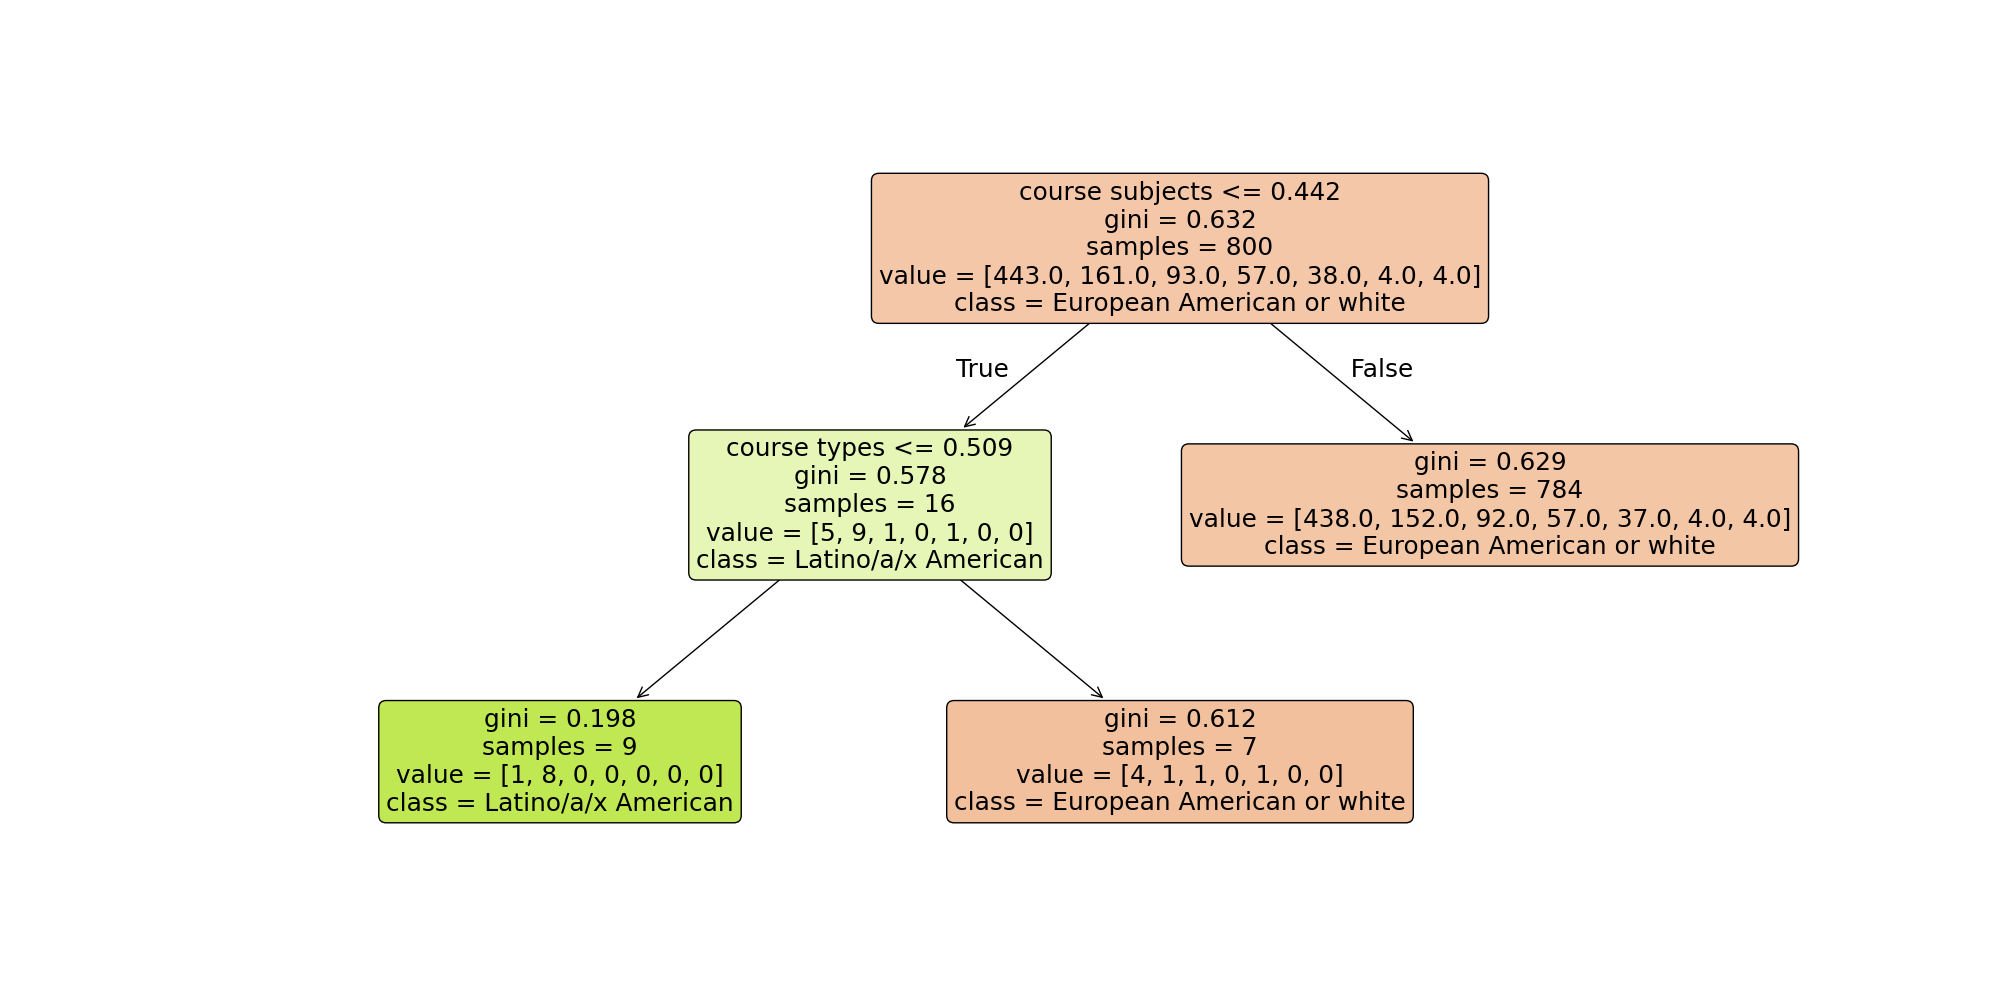 course subjects <= 0.442
gini = 0.632
samples = 800
value = [443.0, 161.0, 93.0, 57.0, 38.0, 4.0, 4.0]
class = European American or white
True
False
course types <= 0.509
gini = 0.578
samples = 16
value = [5, 9, 1, 0, 1, 0, 0]
class = Latino/a/x American
gini = 0.629
samples = 784
value = [438.0, 152.0, 92.0, 57.0, 37.0, 4.0, 4.0]
class = European American or white
gini = 0.198
samples = 9
value = [1, 8, 0, 0, 0, 0, 0]
class = Latino/a/x American
gini = 0.612
samples = 7
value = [4, 1, 1, 0, 1, 0, 0]
class = European American or white